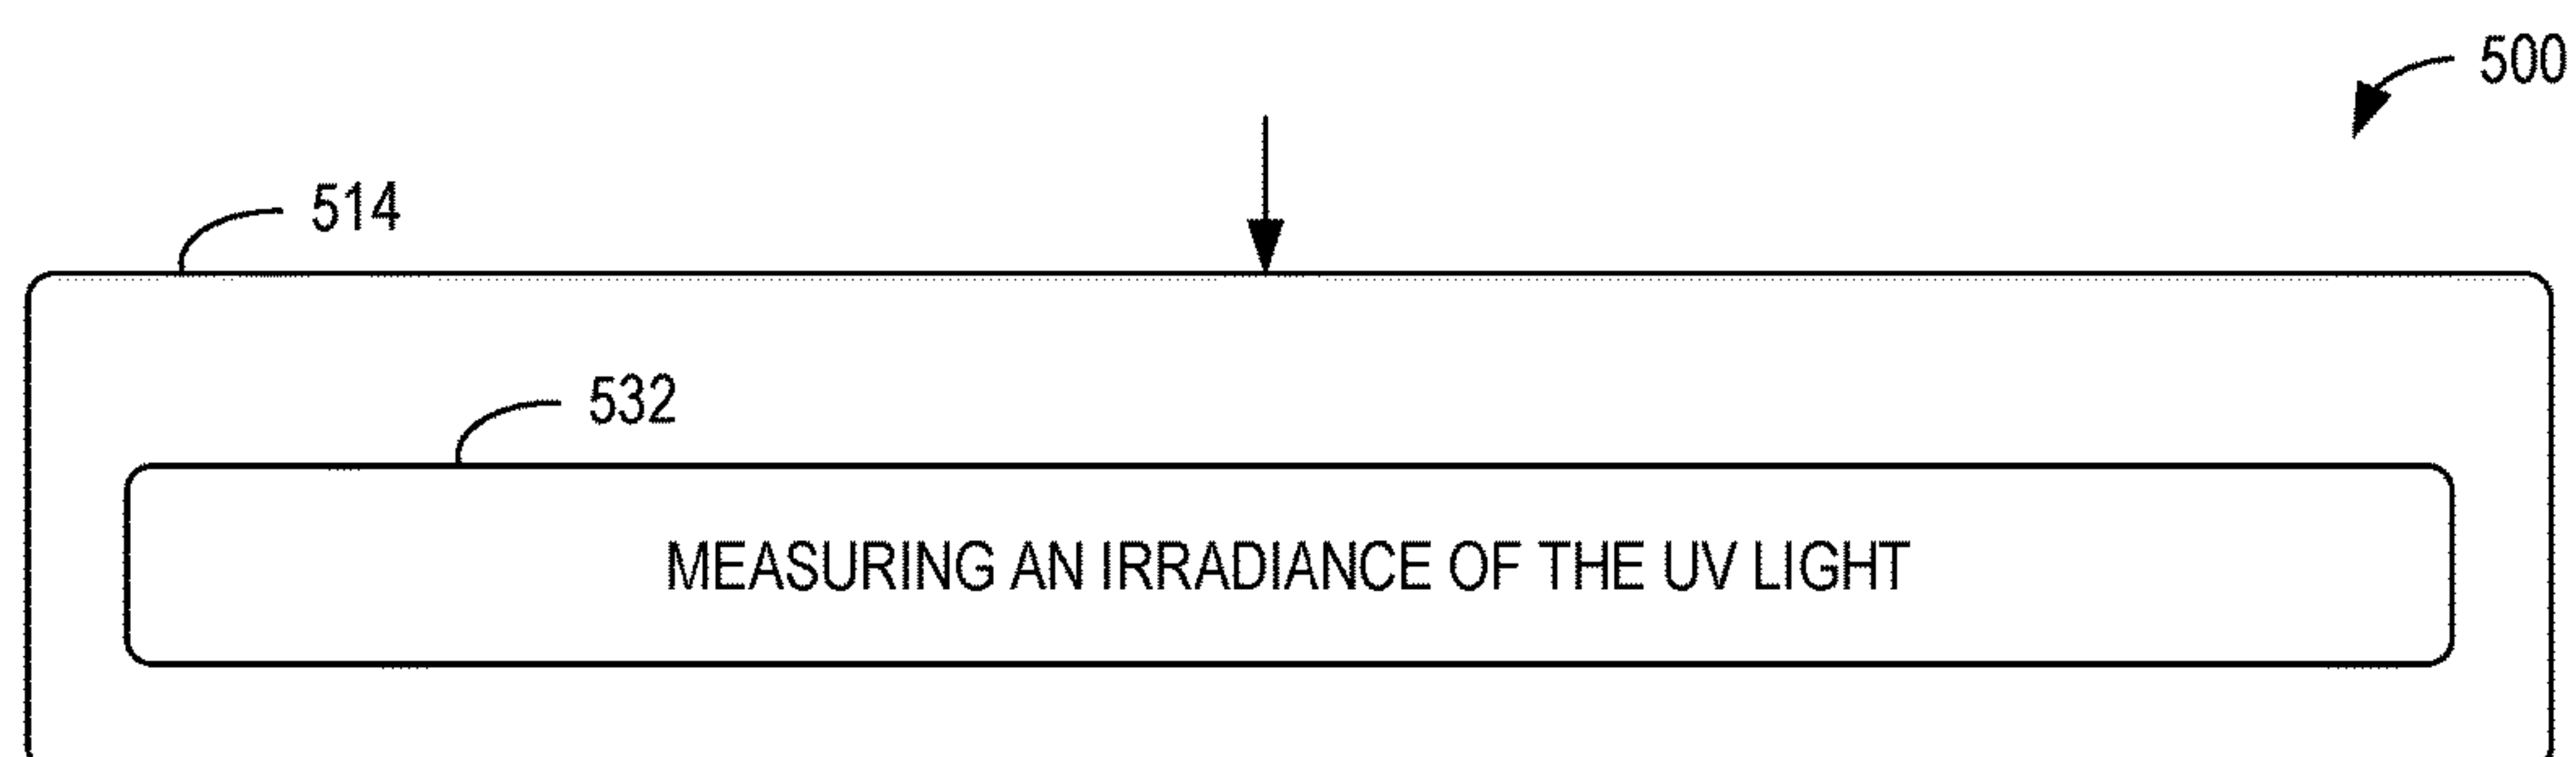 500
514
532
MEASURING AN IRRADIANCE OF THE UV LIGHT